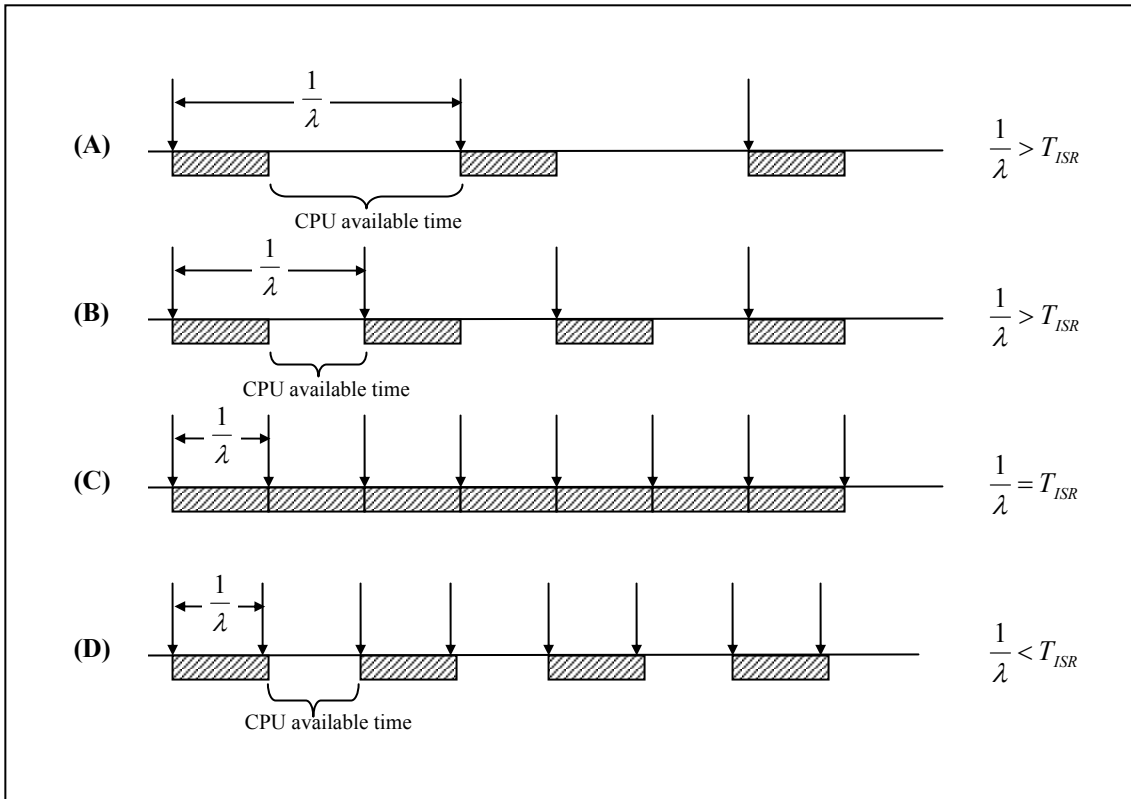 (A) 1/λ 1/λ > T_ISR
CPU available time
(B) 1/λ 1/λ > T_ISR
CPU available time
(C) 1/λ 1/λ = T_ISR
(D) 1/λ 1/λ < T_ISR
CPU available time